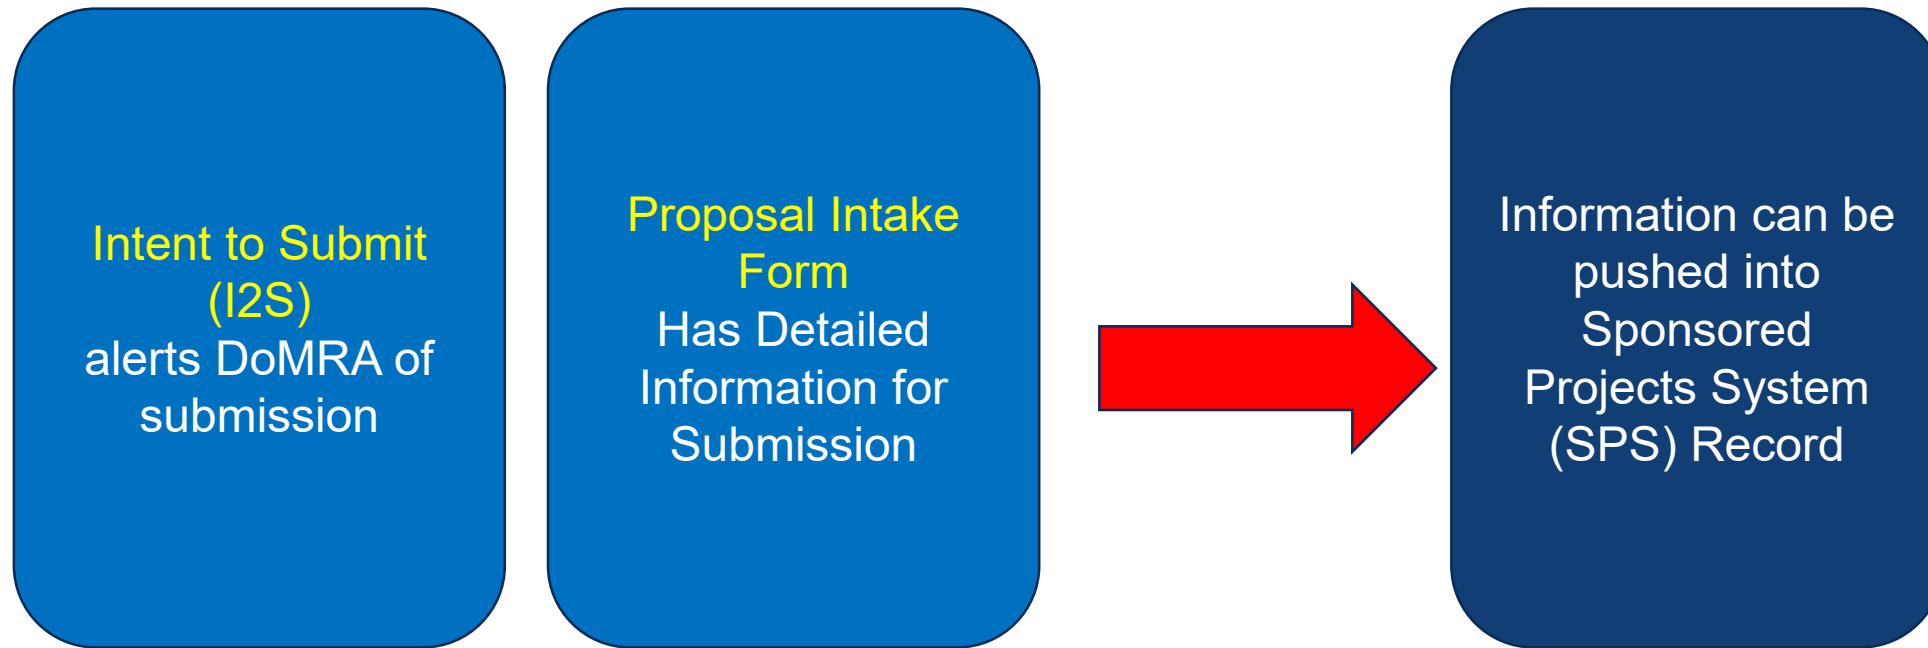 Intent to Submit
(I2S)
alerts DoMRA of
submission
Proposal Intake
Form
Has Detailed
Information for
Submission
Information can be
pushed into
Sponsored
Projects System
(SPS) Record